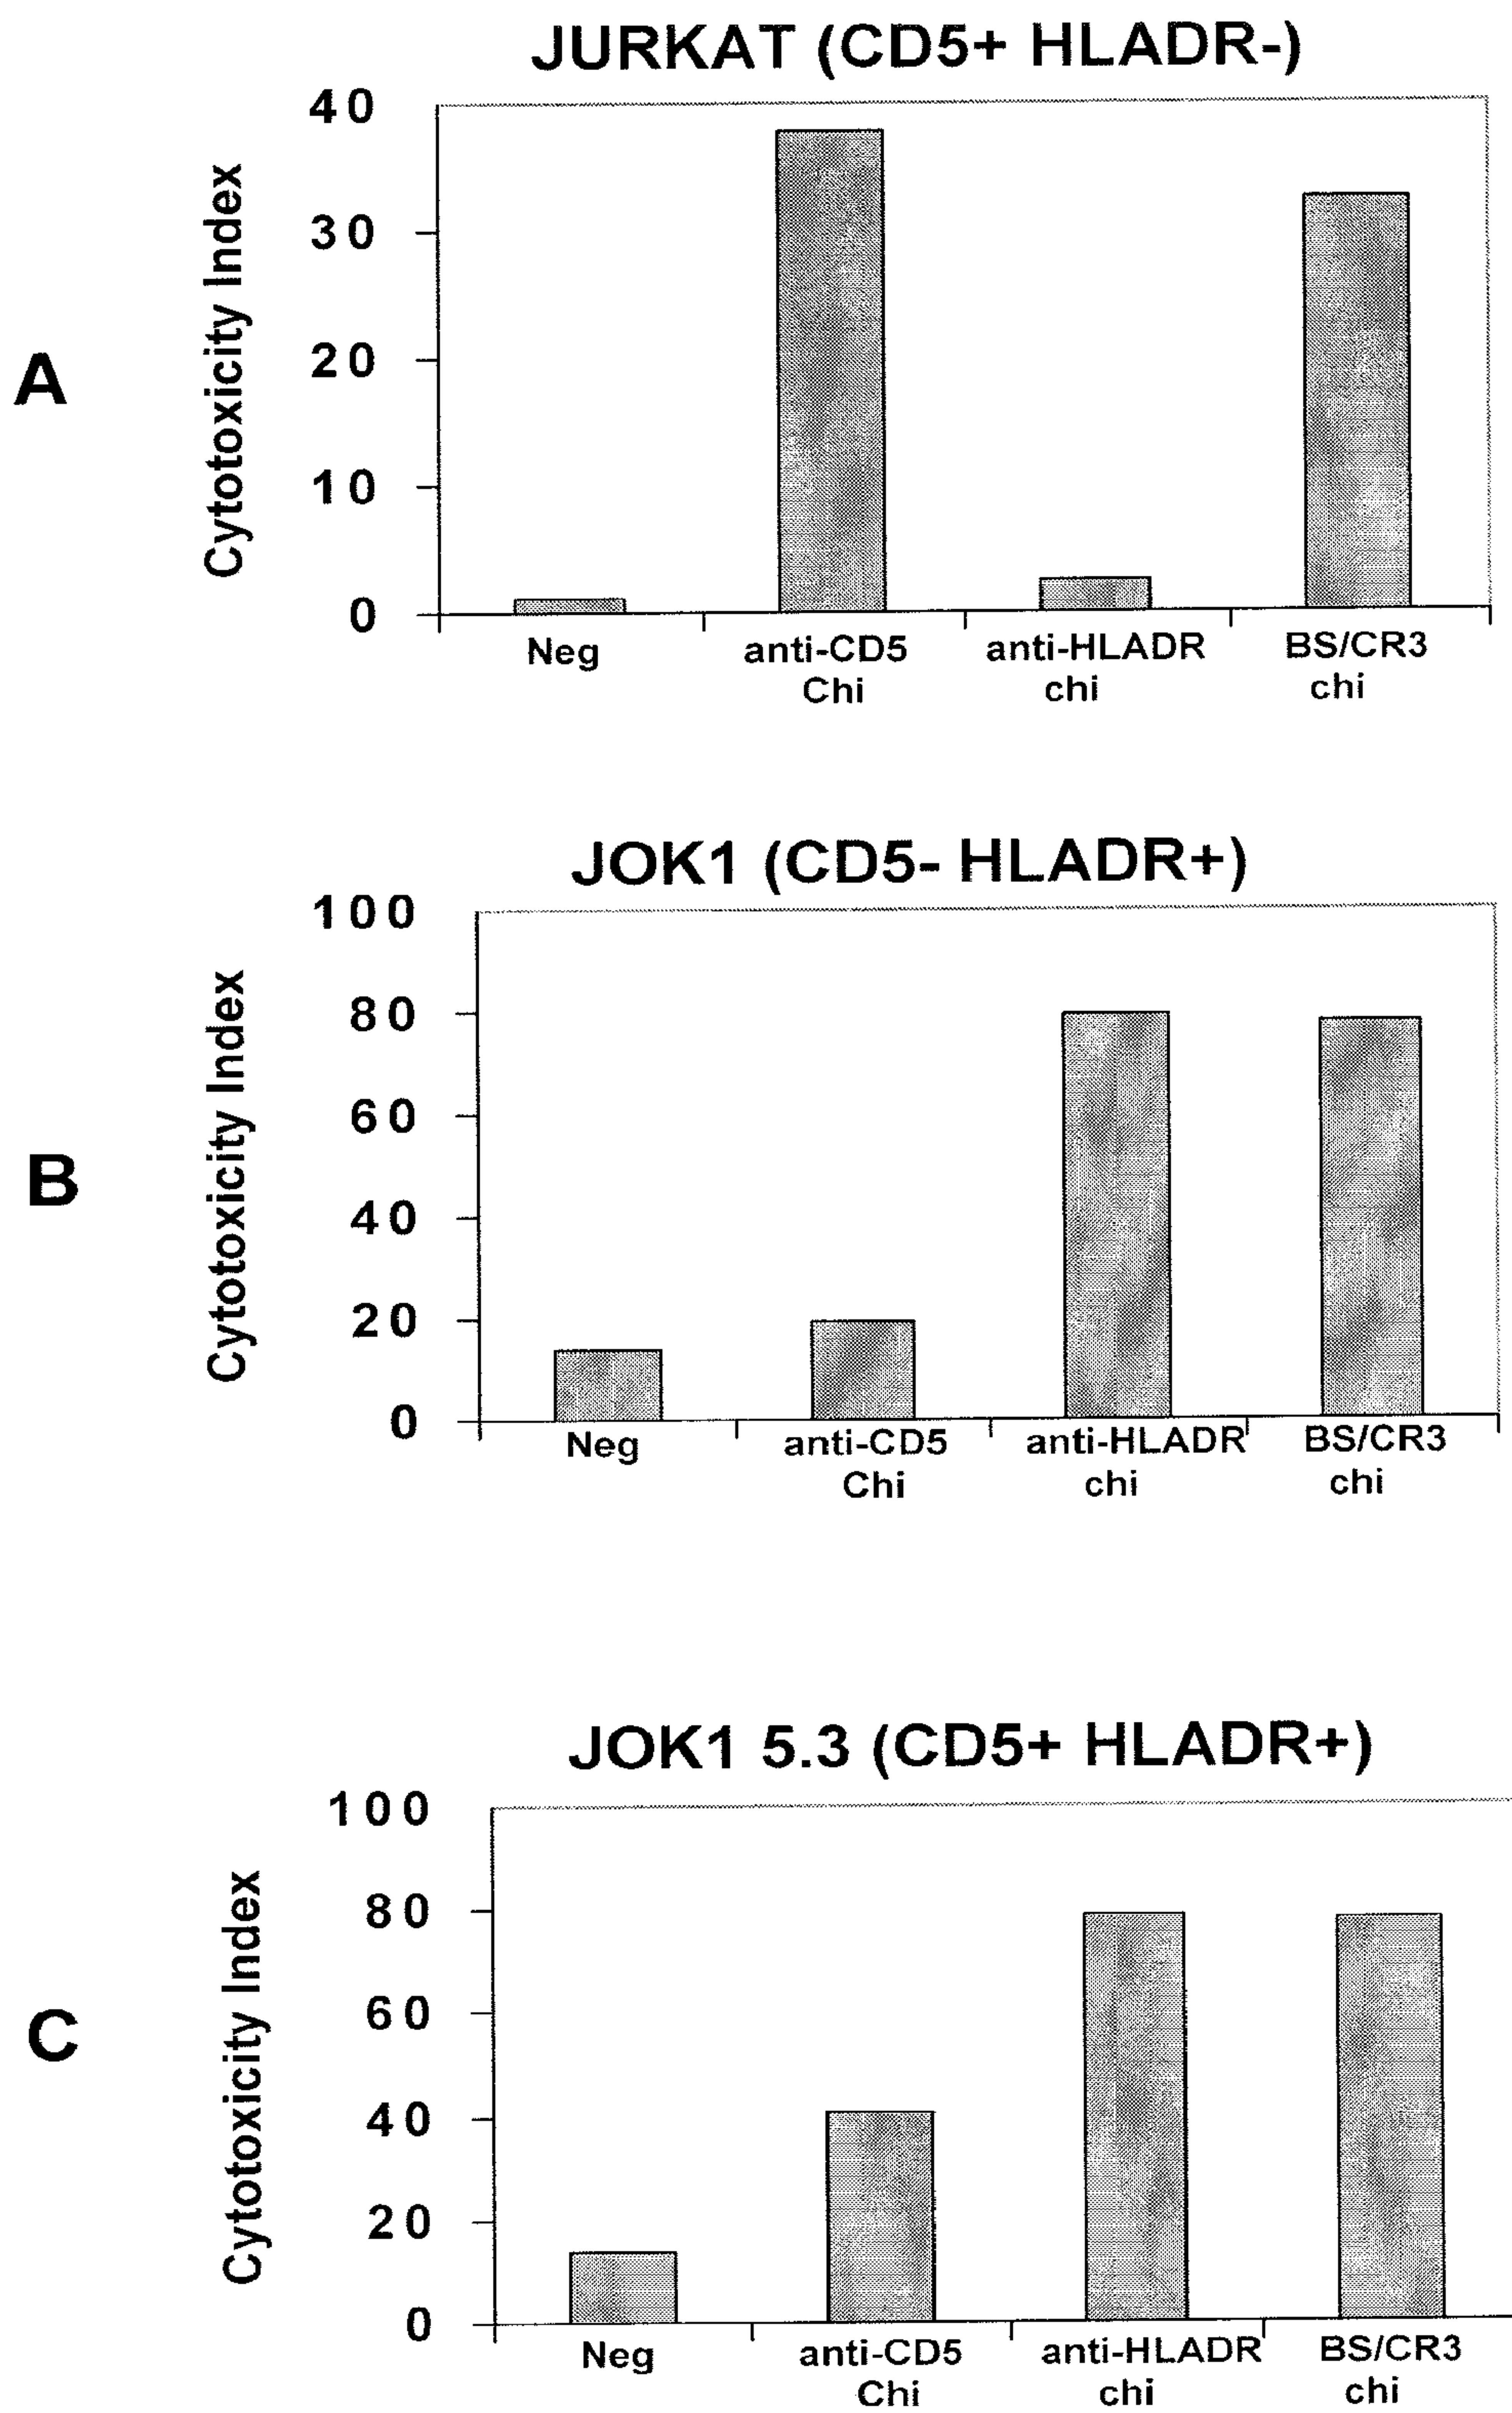 JURKAT (CD5+ HLADR-)
A
Cytotoxicity Index
40
30
20
10
0
Neg
anti-CD5
Chi
anti-HLADR
chi
BS/CR3
chi
JOK1 (CD5- HLADR+)
B
Cytotoxicity Index
100
80
60
40
20
0
Neg
anti-CD5
Chi
anti-HLADR
chi
BS/CR3
chi
JOK1 5.3 (CD5+ HLADR+)
C
Cytotoxicity Index
100
80
60
40
20
0
Neg
anti-CD5
Chi
anti-HLADR
chi
BS/CR3
chi